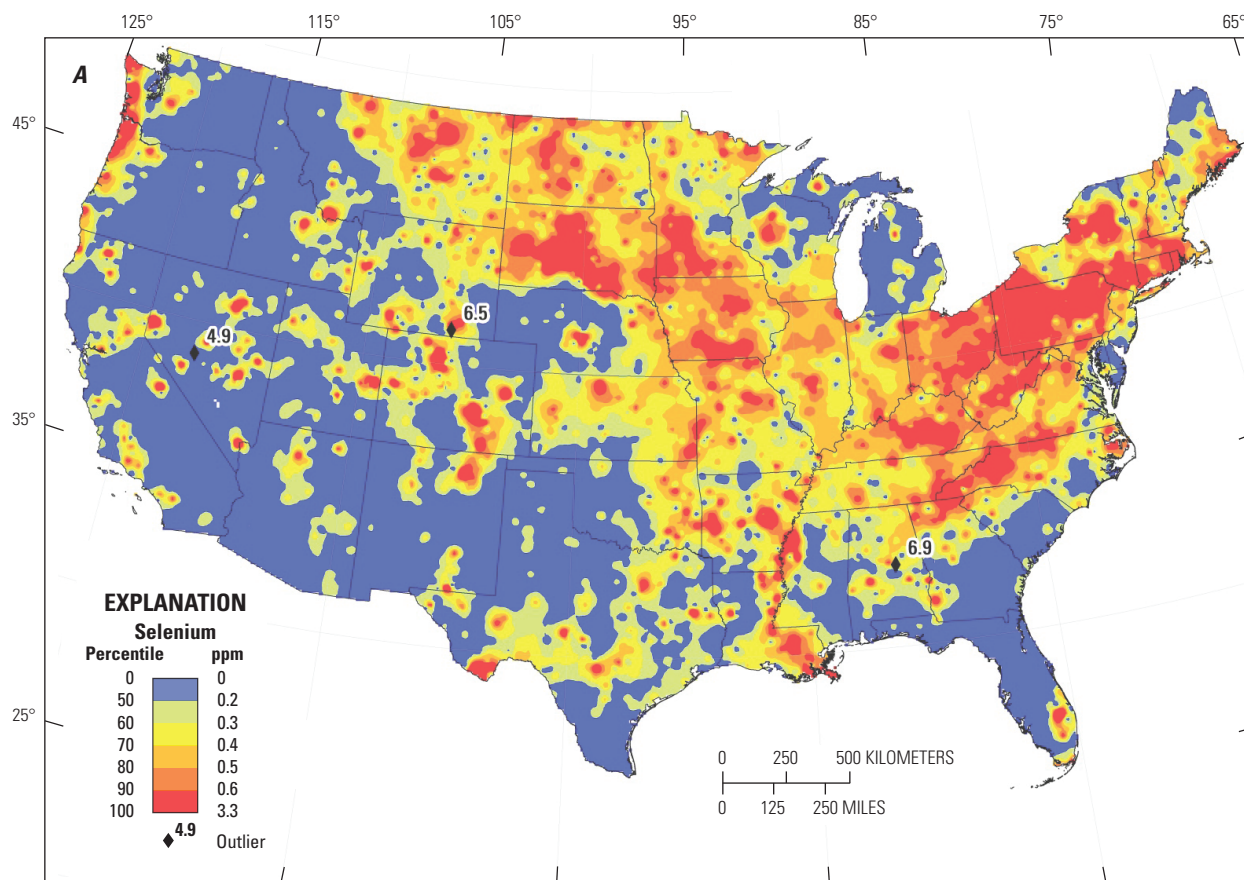 125° 115° 105° 95° 85° 75° 65°
A
45°
6.5
4.9
35°
6.9
EXPLANATION
Selenium
Percentile ppm
0 0
50 0.2
60 0.3
70 0.4
80 0.5
90 0.6
100 3.3
4.9 Outlier
25°
0 250 500 KILOMETERS
0 125 250 MILES